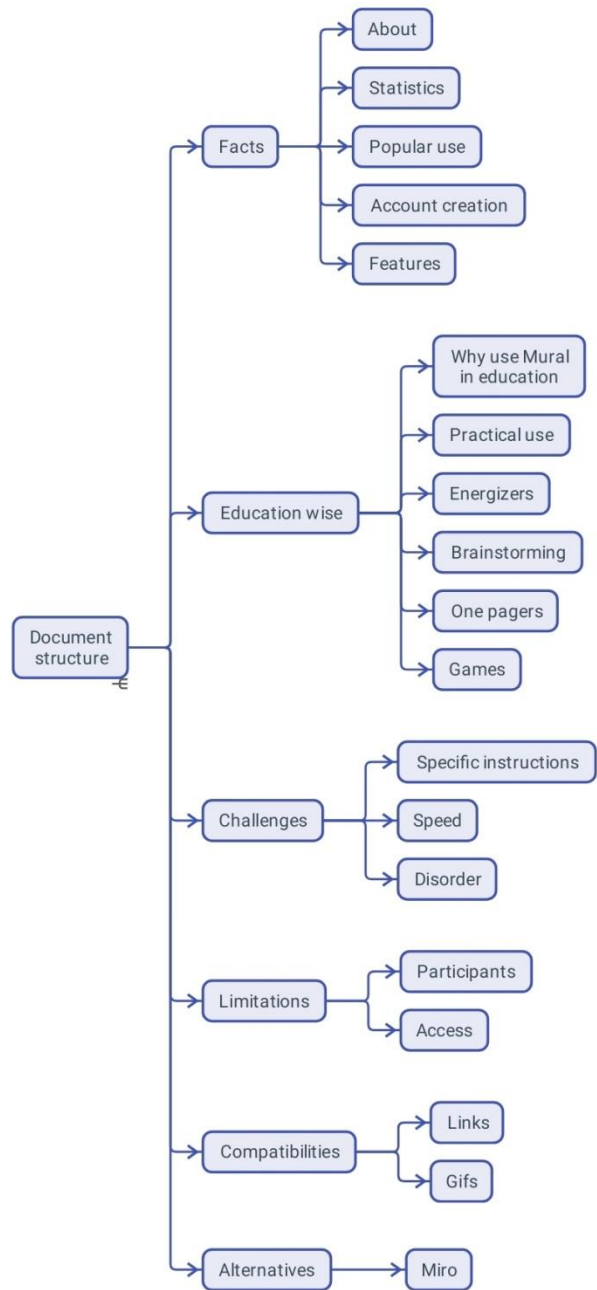 Document
structure
Facts
About
Statistics
Popular use
Account creation
Features
Education wise
Why use Mural
in education
Practical use
Energizers
Brainstorming
One pagers
Games
Challenges
Specific instructions
Speed
Disorder
Limitations
Participants
Access
Compatibilities
Links
Gifs
Alternatives
Miro